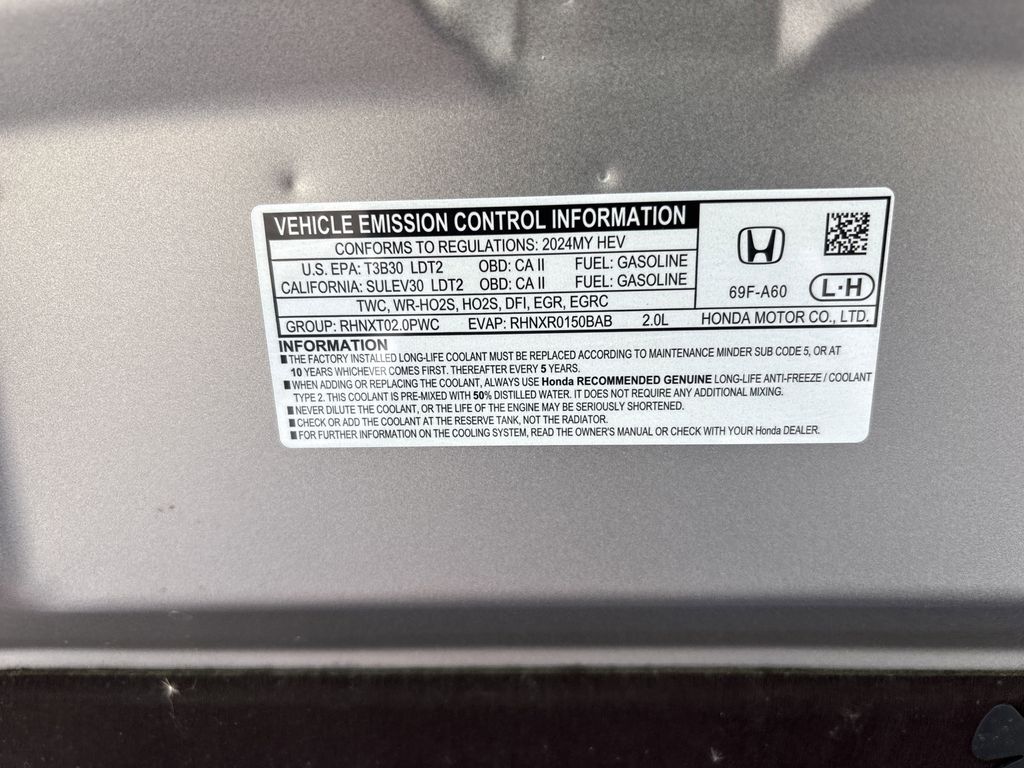 VEHICLE EMISSION CONTROL INFORMATION
CONFORMS TO REGULATIONS: 2024MY HEV
U.S. EPA: T3B30 LDT2 OBD: CA II FUEL: GASOLINE
CALIFORNIA: SULEV30 LDT2 OBD: CA II FUEL: GASOLINE
TWC, WR-HO2S, HO2S, DFI, EGR, EGRC
GROUP: RHNXT02.0PWC EVAP: RHNXR0150BAB 2.0L
69F-A60 L·H
HONDA MOTOR CO., LTD.
INFORMATION
■THE FACTORY INSTALLED LONG-LIFE COOLANT MUST BE REPLACED ACCORDING TO MAINTENANCE MINDER SUB CODE 5, OR AT
10 YEARS WHICHEVER COMES FIRST. THEREAFTER EVERY 5 YEARS.
■WHEN ADDING OR REPLACING THE COOLANT, ALWAYS USE Honda RECOMMENDED GENUINE LONG-LIFE ANTI-FREEZE / COOLANT
TYPE 2. THIS COOLANT IS PRE-MIXED WITH 50% DISTILLED WATER. IT DOES NOT REQUIRE ANY ADDITIONAL MIXING.
■NEVER DILUTE THE COOLANT, OR THE LIFE OF THE ENGINE MAY BE SERIOUSLY SHORTENED.
■CHECK OR ADD THE COOLANT AT THE RESERVE TANK, NOT THE RADIATOR.
■FOR FURTHER INFORMATION ON THE COOLING SYSTEM, READ THE OWNER'S MANUAL OR CHECK WITH YOUR Honda DEALER.